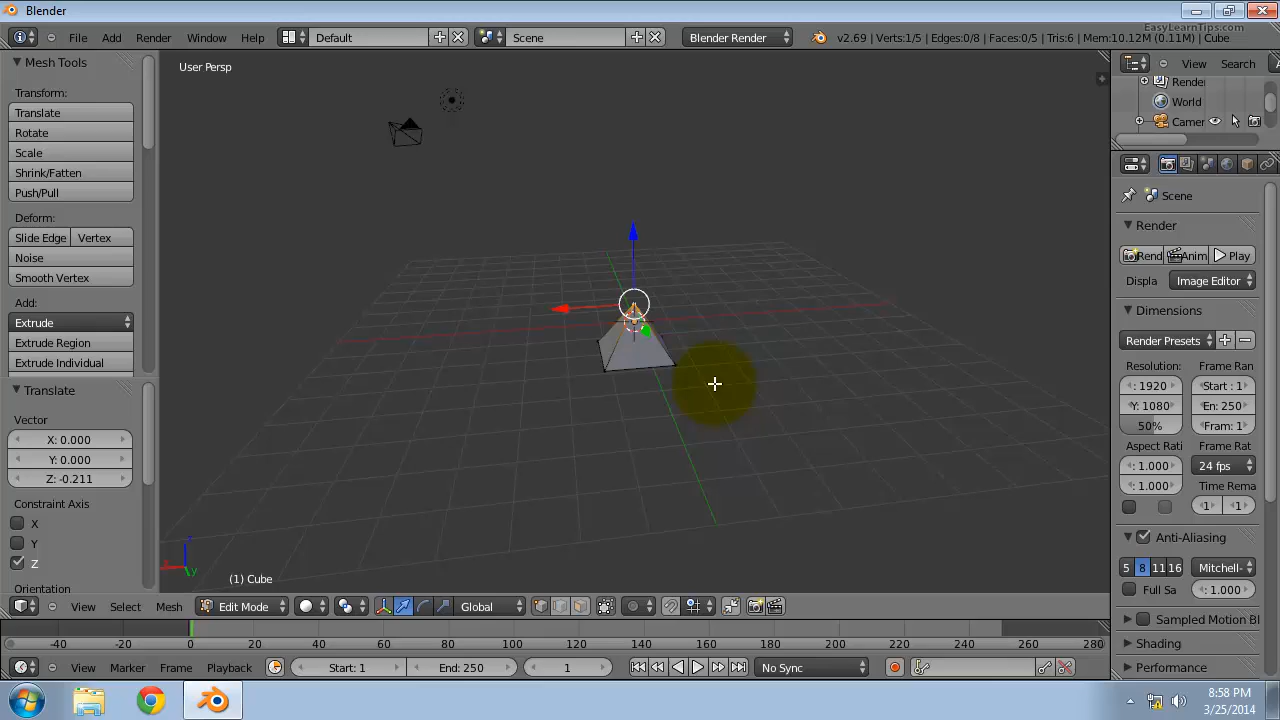 Blender
EasyLearnTips.com
File Add Render Window Help Default Scene Blender Render v2.69 | Verts:1/5 | Edges:0/8 | Faces:0/5 | Tris:6 | Mem:10.12M (0.11M) | Cube
Mesh Tools
Transform:
Translate
Rotate
Scale
Shrink/Fatten
Push/Pull
Deform:
Slide Edge Vertex
Noise
Smooth Vertex
Add:
Extrude
Extrude Region
Extrude Individual
Translate
Vector
X: 0.000
Y: 0.000
Z: -0.211
Constraint Axis
X
Y
Z
Orientation
User Persp
(1) Cube
View Select Mesh Edit Mode Global
-40 -20 0 20 40 60 80 100 120 140 160 180 200 220 240 260 280
View Marker Frame Playback Start: 1 End: 250 1 No Sync
View Search
Render
World
Camer
Scene
Render
Rend Anim Play
Displa Image Editor
Dimensions
Render Presets
Resolution: Frame Ran
: 1920 Start : 1
Y: 1080 En: 250
50% Fram: 1
Aspect Rati Frame Rat
: 1.000 24 fps
: 1.000 Time Rema
1 1
Anti-Aliasing
5 8 11 16 Mitchell-
Full Sa : 1.000
Sampled Motion Bl
Shading
Performance
8:58 PM
3/25/2014